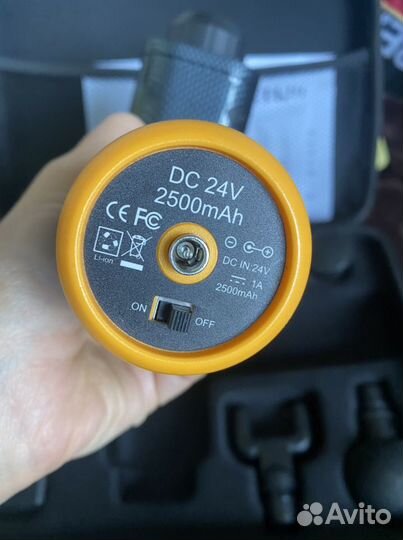 DC 24V
2500mAh
CE FC
Li-ion
DC IN 24V
1A
2500mAh
ON
OFF
Avito